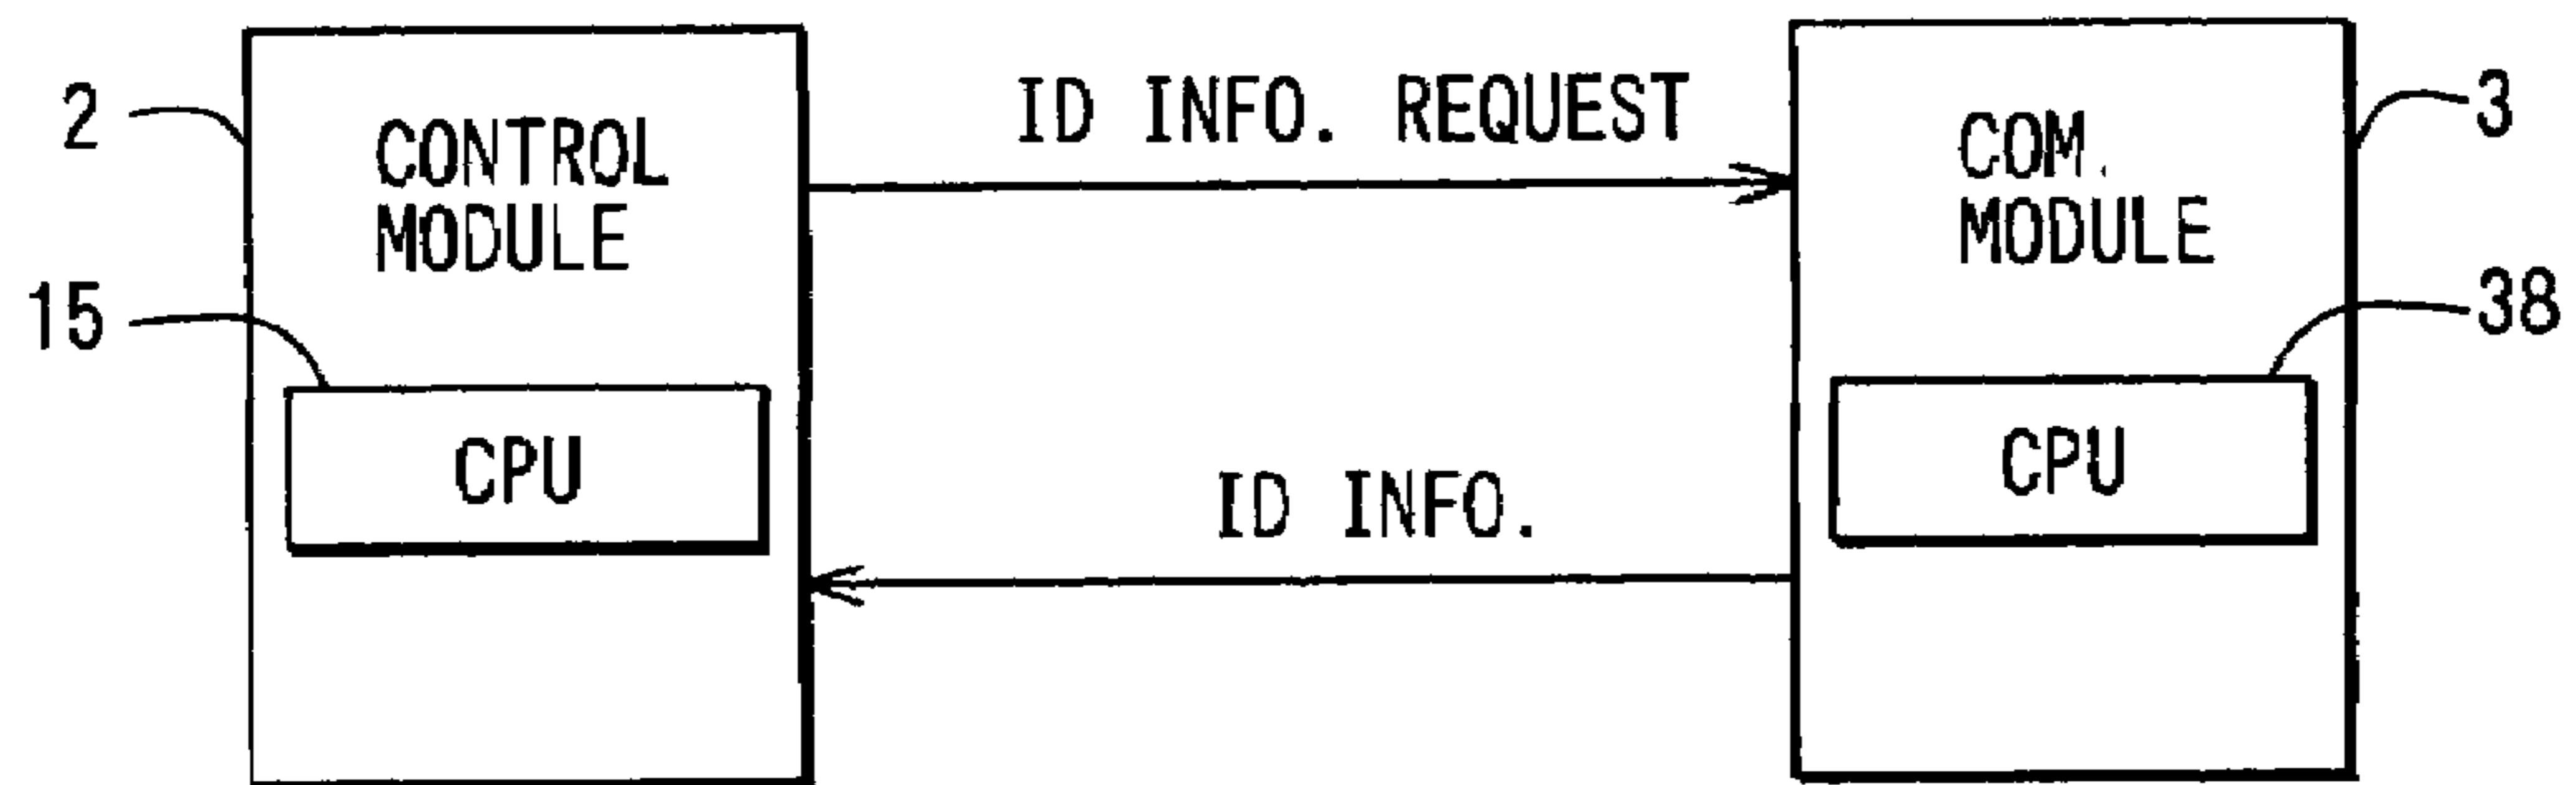 2
CONTROL
MODULE
15
CPU
ID INFO. REQUEST
ID INFO.
COM.
MODULE
3
38
CPU